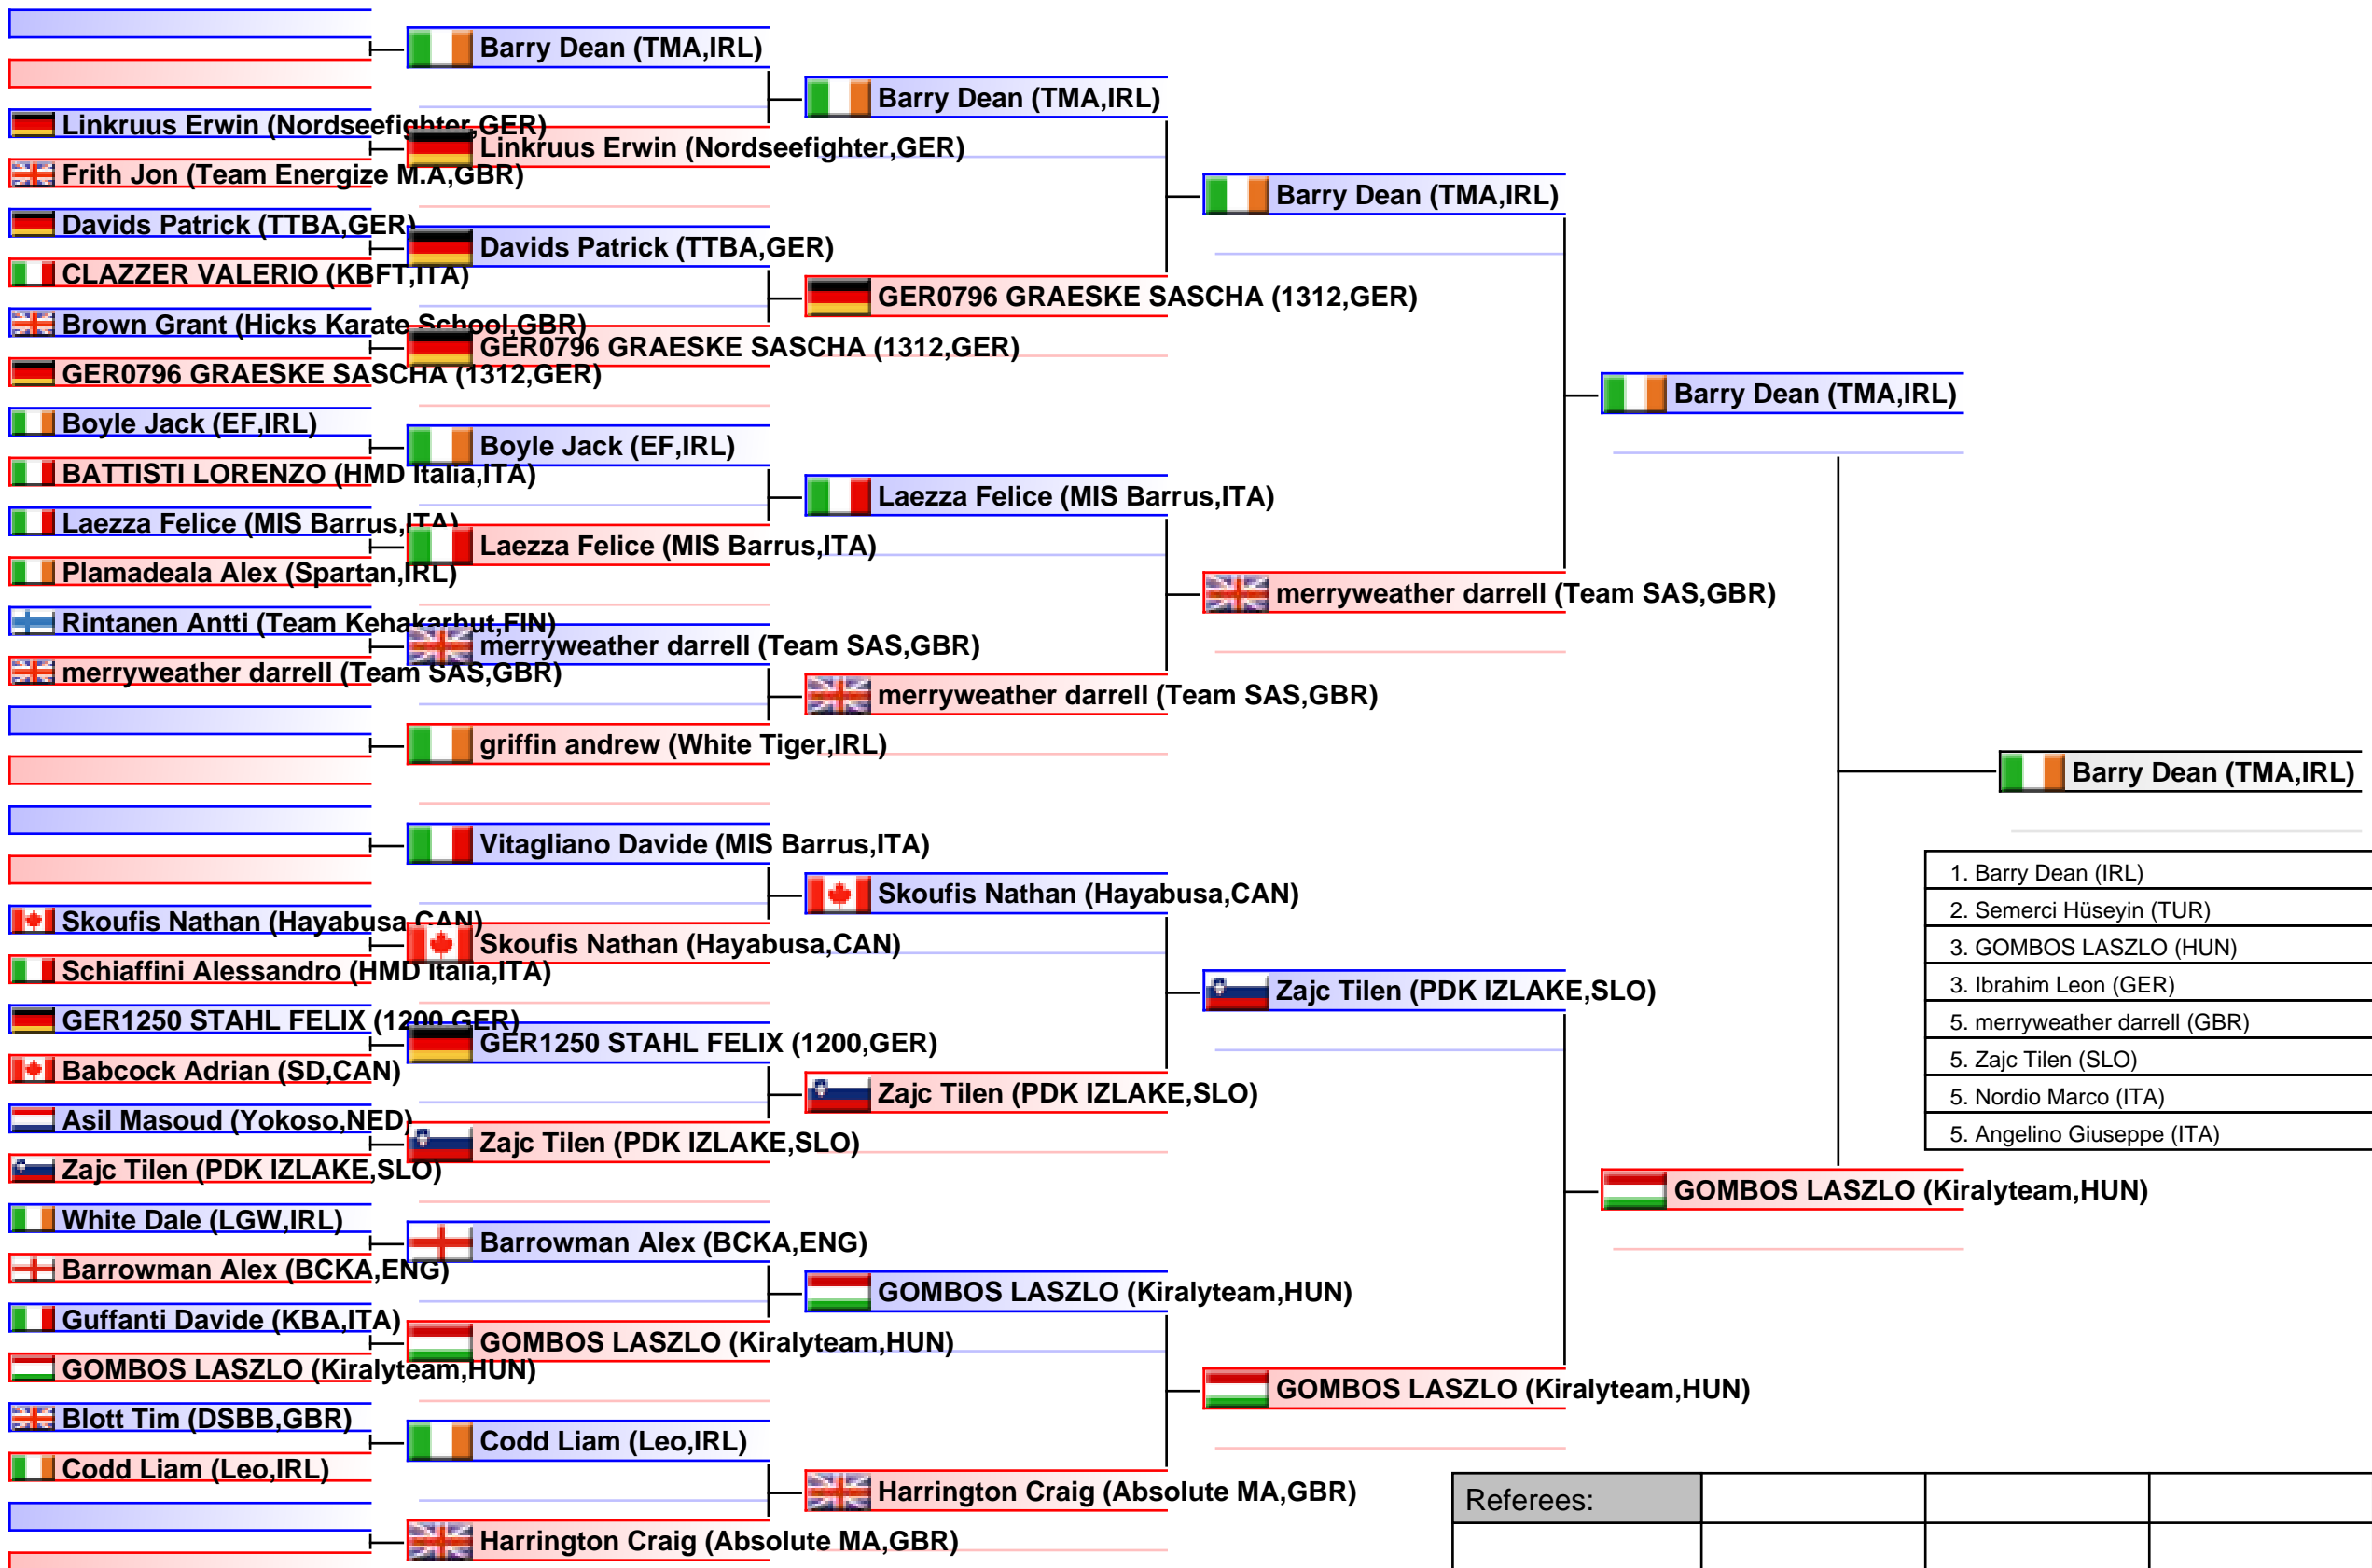 Linkruus Erwin (Nordseefighter,GER)
Frith Jon (Team Energize M.A,GBR)
Davids Patrick (TTBA,GER)
CLAZZER VALERIO (KBFT,ITA)
Brown Grant (Hicks Karate School,GBR)
GER0796 GRAESKE SASCHA (1312,GER)
Boyle Jack (EF,IRL)
BATTISTI LORENZO (HMD Italia,ITA)
Laezza Felice (MIS Barrus,ITA)
Plamadeala Alex (Spartan,IRL)
Rintanen Antti (Team Kehakarhut,FIN)
merryweather darrell (Team SAS,GBR)
Skoufis Nathan (Hayabusa,CAN)
Schiaffini Alessandro (HMD Italia,ITA)
GER1250 STAHL FELIX (1200,GER)
Babcock Adrian (SD,CAN)
Asil Masoud (Yokoso,NED)
Zajc Tilen (PDK IZLAKE,SLO)
White Dale (LGW,IRL)
Barrowman Alex (BCKA,ENG)
Guffanti Davide (KBA,ITA)
GOMBOS LASZLO (Kiralyteam,HUN)
Blott Tim (DSBB,GBR)
Codd Liam (Leo,IRL)
Barry Dean (TMA,IRL)
Linkruus Erwin (Nordseefighter,GER)
Davids Patrick (TTBA,GER)
GER0796 GRAESKE SASCHA (1312,GER)
Boyle Jack (EF,IRL)
Laezza Felice (MIS Barrus,ITA)
merryweather darrell (Team SAS,GBR)
griffin andrew (White Tiger,IRL)
Vitagliano Davide (MIS Barrus,ITA)
Skoufis Nathan (Hayabusa,CAN)
GER1250 STAHL FELIX (1200,GER)
Zajc Tilen (PDK IZLAKE,SLO)
Barrowman Alex (BCKA,ENG)
GOMBOS LASZLO (Kiralyteam,HUN)
Codd Liam (Leo,IRL)
Harrington Craig (Absolute MA,GBR)
Barry Dean (TMA,IRL)
GER0796 GRAESKE SASCHA (1312,GER)
Laezza Felice (MIS Barrus,ITA)
merryweather darrell (Team SAS,GBR)
Skoufis Nathan (Hayabusa,CAN)
Zajc Tilen (PDK IZLAKE,SLO)
GOMBOS LASZLO (Kiralyteam,HUN)
Harrington Craig (Absolute MA,GBR)
Barry Dean (TMA,IRL)
merryweather darrell (Team SAS,GBR)
Zajc Tilen (PDK IZLAKE,SLO)
GOMBOS LASZLO (Kiralyteam,HUN)
Barry Dean (TMA,IRL)
GOMBOS LASZLO (Kiralyteam,HUN)
Barry Dean (TMA,IRL)
1. Barry Dean (IRL)
2. Semerci Hüseyin (TUR)
3. GOMBOS LASZLO (HUN)
3. Ibrahim Leon (GER)
5. merryweather darrell (GBR)
5. Zajc Tilen (SLO)
5. Nordio Marco (ITA)
5. Angelino Giuseppe (ITA)
Referees: